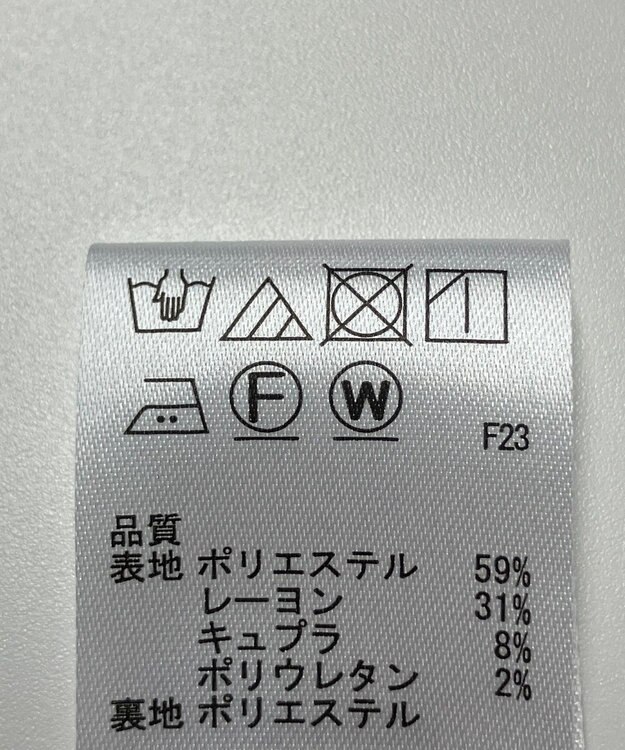 F W F23
品質
表地 ポリエステル 59%
レーヨン 31%
キュプラ 8%
ポリウレタン 2%
裏地 ポリエステル